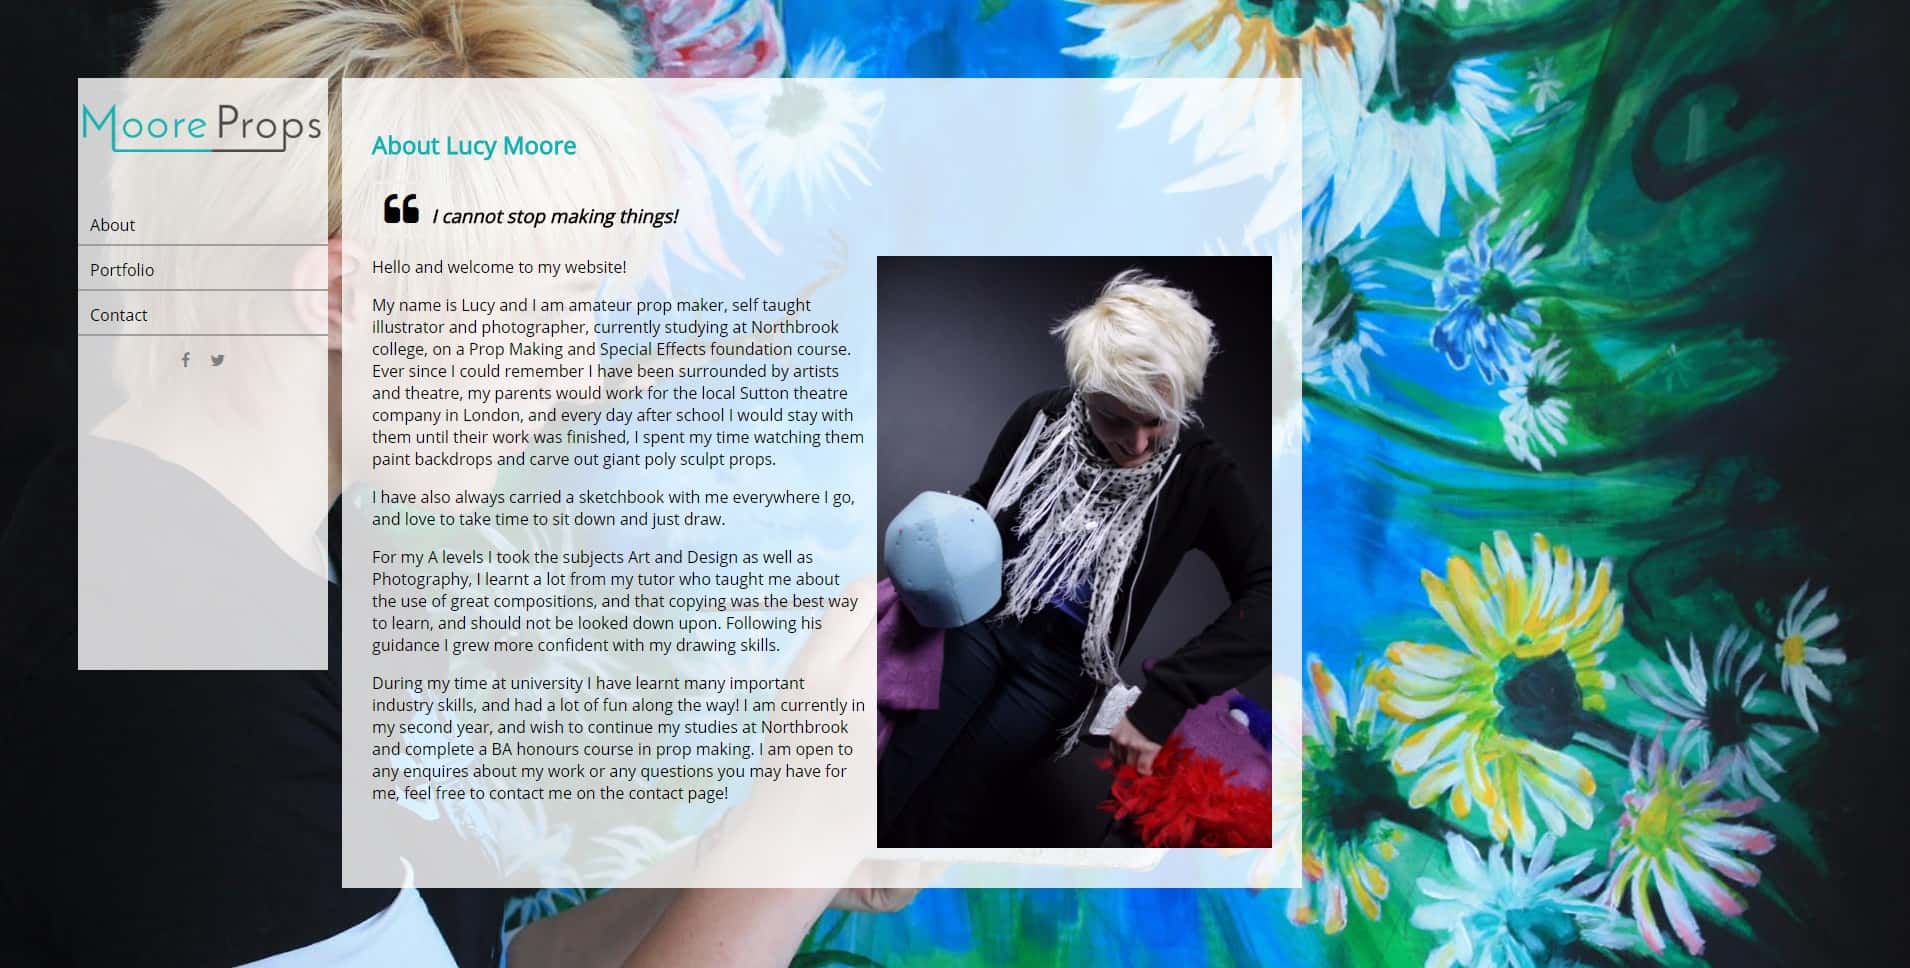 Moore Props
About
Portfolio
Contact
About Lucy Moore
I cannot stop making things!
Hello and welcome to my website!
My name is Lucy and I am amateur prop maker, self taught
illustrator and photographer, currently studying at Northbrook
college, on a Prop Making and Special Effects foundation course.
Ever since I could remember I have been surrounded by artists
and theatre, my parents would work for the local Sutton theatre
company in London, and every day after school I would stay with
them until their work was finished, I spent my time watching them
paint backdrops and carve out giant poly sculpt props.
I have also always carried a sketchbook with me everywhere I go,
and love to take time to sit down and just draw.
For my A levels I took the subjects Art and Design as well as
Photography, I learnt a lot from my tutor who taught me about
the use of great compositions, and that copying was the best way
to learn, and should not be looked down upon. Following his
guidance I grew more confident with my drawing skills.
During my time at university I have learnt many important
industry skills, and had a lot of fun along the way! I am currently in
my second year, and wish to continue my studies at Northbrook
and complete a BA honours course in prop making. I am open to
any enquires about my work or any questions you may have for
me, feel free to contact me on the contact page!